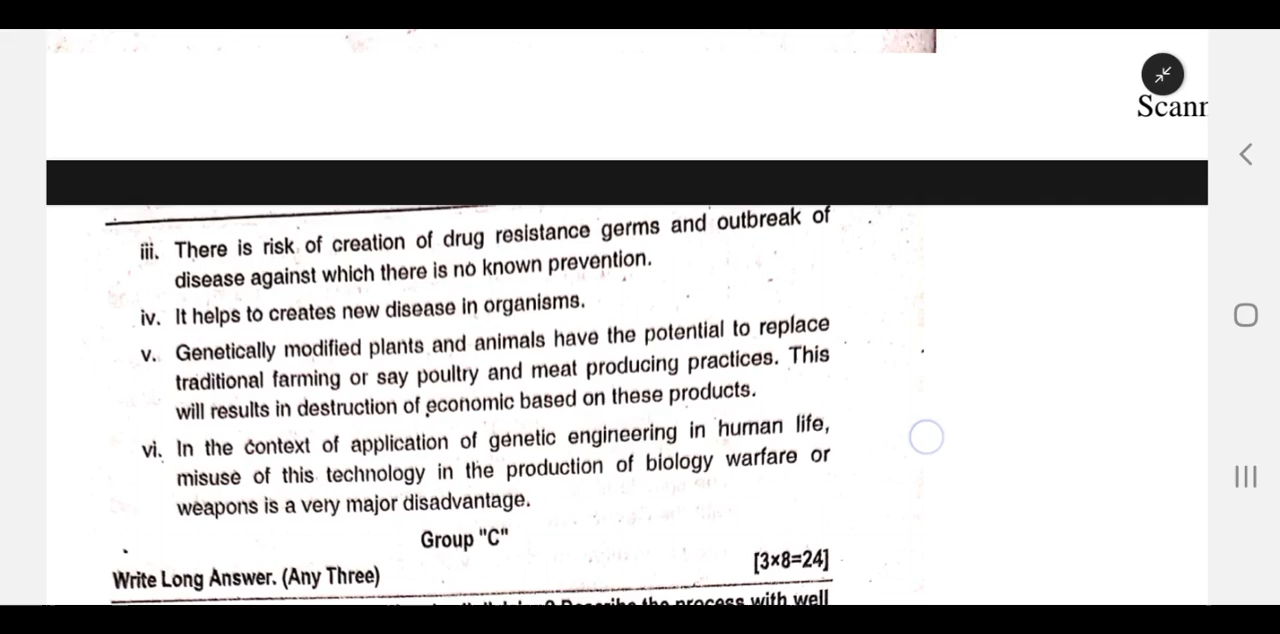 Scann
iii. There is risk of creation of drug resistance germs and outbreak of
disease against which there is no known prevention.
iv. It helps to creates new disease in organisms.
v. Genetically modified plants and animals have the potential to replace
traditional farming or say poultry and meat producing practices. This
will results in destruction of economic based on these products.
vi. In the context of application of genetic engineering in human life,
misuse of this technology in the production of biology warfare or
weapons is a very major disadvantage.
Group "C"
[3×8=24]
Write Long Answer. (Any Three)
the process with well